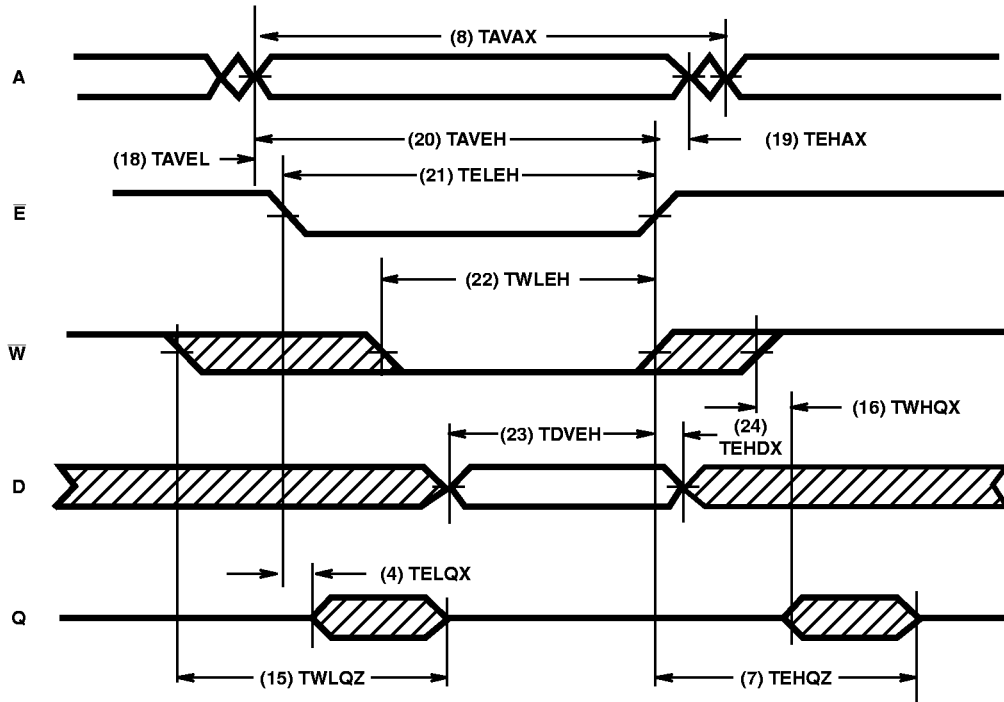 (8) TAVAX
A
(20) TAVEH
(19) TEHAX
(18) TAVEL
(21) TELEH
E̅
(22) TWLEH
W̅
(16) TWHQX
(24)
TEHDX
(23) TDVEH
D
(4) TELQX
Q
(15) TWLQZ
(7) TEHQZ